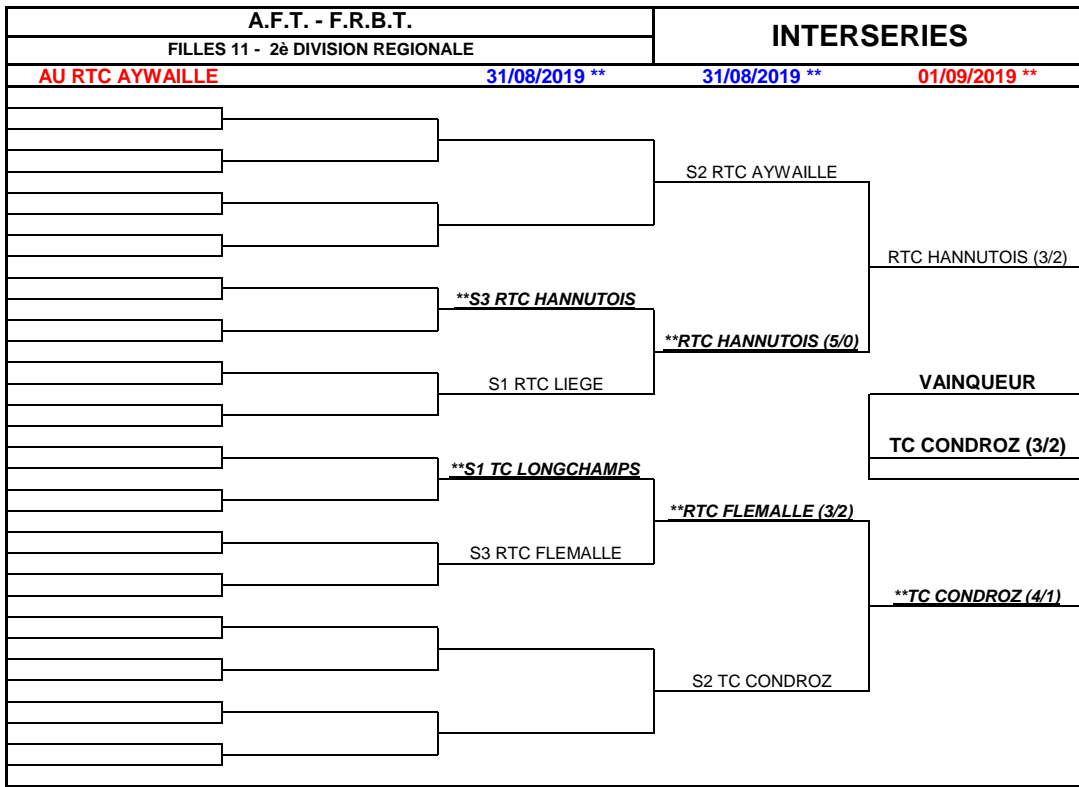 A.F.T. - F.R.B.T.
INTERSERIES
FILLES 11 - 2è DIVISION REGIONALE
AU RTC AYWAILLE
31/08/2019 **
31/08/2019 **
01/09/2019 **
S2 RTC AYWAILLE
RTC HANNUTOIS (3/2)
**S3 RTC HANNUTOIS
**RTC HANNUTOIS (5/0)
S1 RTC LIEGE
VAINQUEUR
TC CONDROZ (3/2)
**S1 TC LONGCHAMPS
**RTC FLEMALLE (3/2)
S3 RTC FLEMALLE
**TC CONDROZ (4/1)
S2 TC CONDROZ